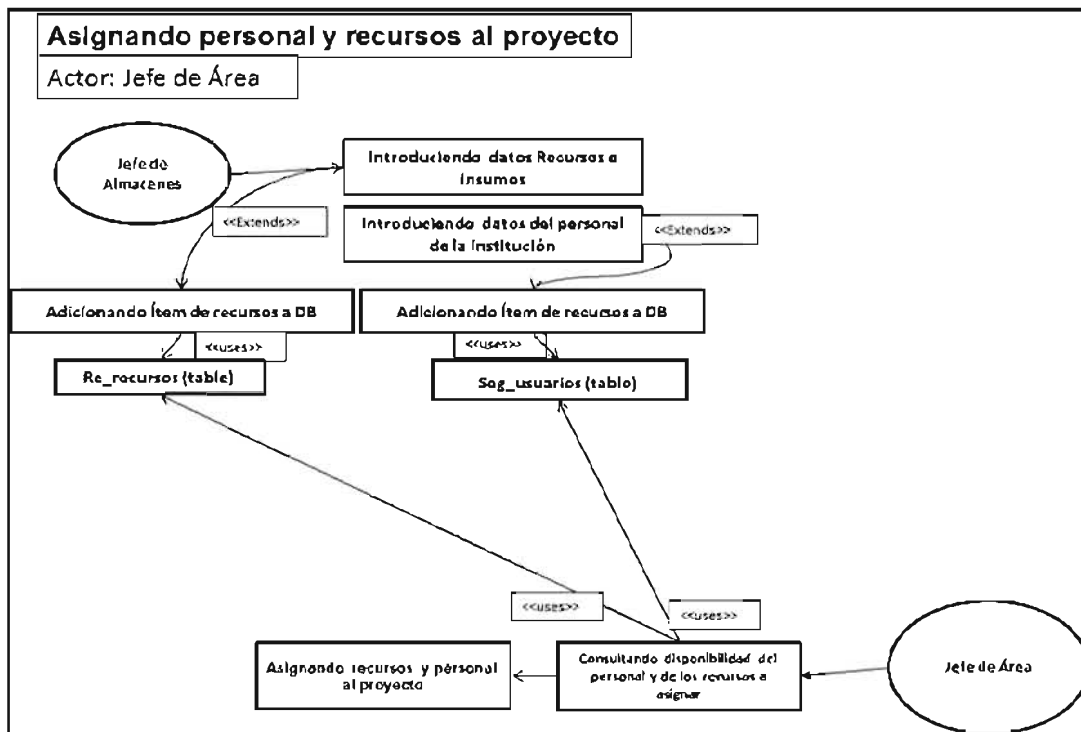 Asignando personal y recursos al proyecto
Actor: Jefe de Área
Jefe de
Almacenes
Introduciendo datos Recursos e
Insumos
<<Extends>>
Introduciendo datos del personal
de la Institución
<<Extends>>
Adicionando Ítem de recursos a DB
Adicionando Ítem de recursos a DB
<<uses>>
<<uses>>
Re_recursos (table)
Seg_usuarios (table)
<<uses>>
<<uses>>
Asignando recursos y personal
al proyecto
Consultando disponibilidad del
personal y de los recursos a
asignar
Jefe de Área